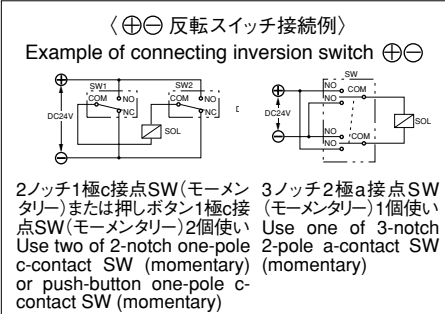 〈⊕⊖ 反転スイッチ接続例〉
Example of connecting inversion switch ⊕⊖
SW1
SW2
COM
NO
COM
NO
NC
NC
DC24V
SOL
SW
NO
COM
NO
DC24V
SOL
NO
NO
COM
2ノッチ1極c接点SW(モーメン
タリー)または押しボタン1極c接
点SW(モーメンタリー)2個使い
Use two of 2-notch one-pole
c-contact SW (momentary)
or push-button one-pole c-
contact SW (momentary)
3ノッチ2極a接点SW
(モーメンタリー)1個使い
Use one of 3-notch
2-pole a-contact SW
(momentary)